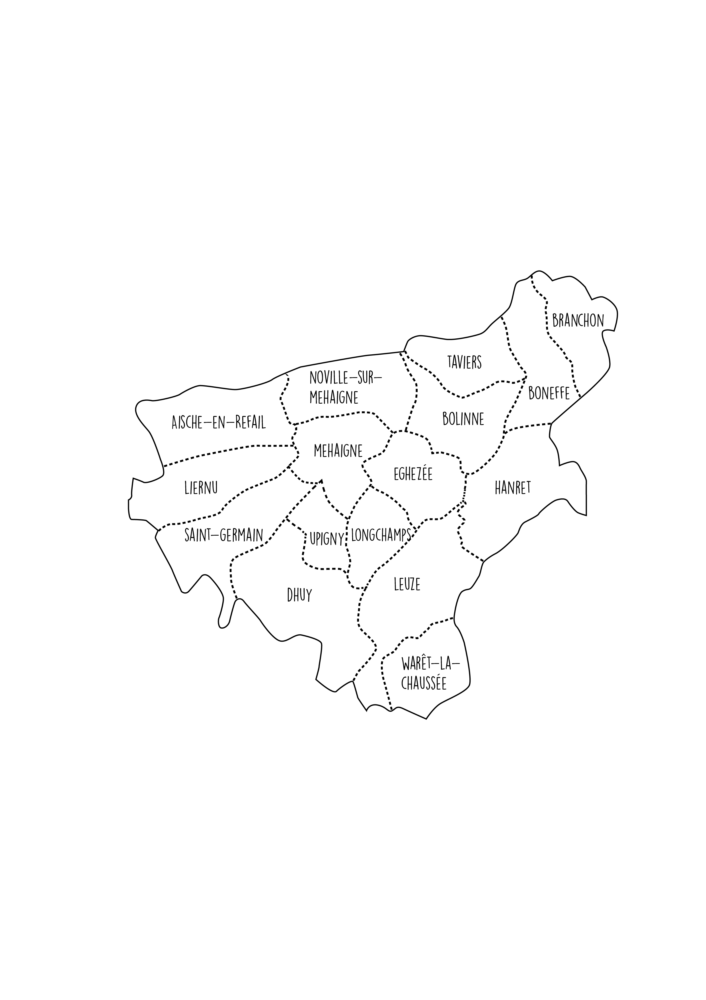 BRANCHON
TAVIERS
NOVILLE-SUR-
MEHAIGNE
BONEFFE
AISCHE-EN-REFAIL
BOLINNE
MEHAIGNE
EGHEZÉE
LIERNU
HANRET
SAINT-GERMAIN
UPIGNY
LONGCHAMPS
LEUZE
DHUY
WARÊT-LA-
CHAUSSÉE